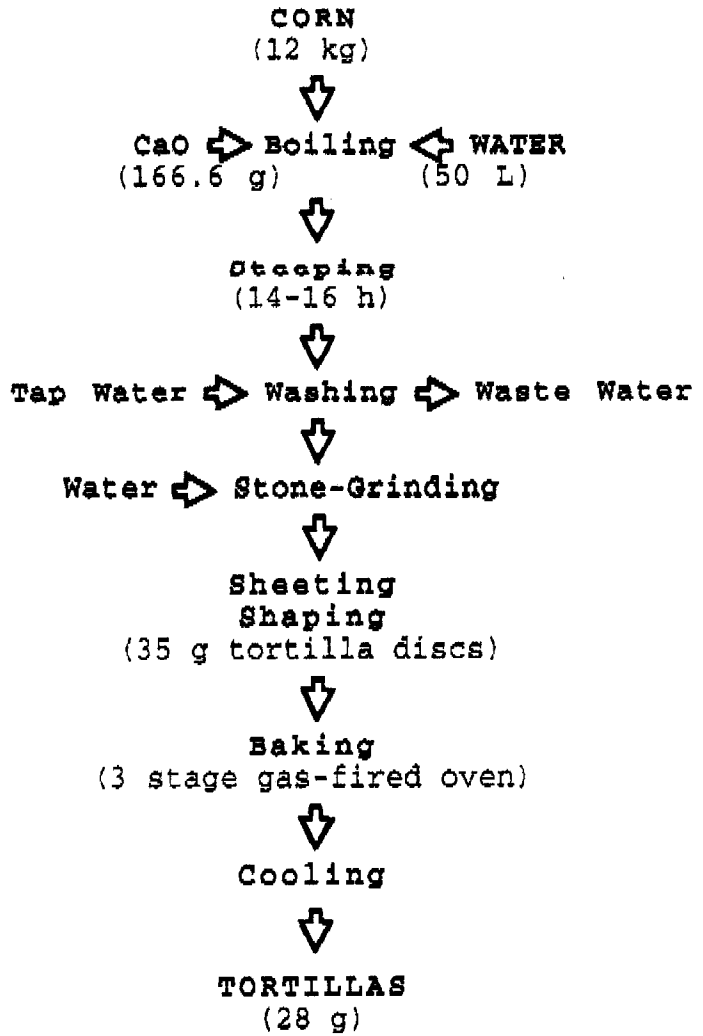 CORN
(12 kg)
CaO Boiling WATER
(166.6 g) (50 L)
Steeping
(14-16 h)
Tap Water Washing Waste Water
Water Stone-Grinding
Sheeting
Shaping
(35 g tortilla discs)
Baking
(3 stage gas-fired oven)
Cooling
TORTILLAS
(28 g)